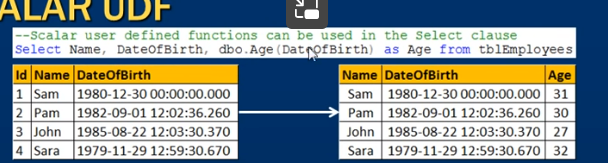 ALAR UDF
--Scalar user defined functions can be used in the Select clause
Select Name, DateOfBirth, dbo.Age(DateOfBirth) as Age from tblEmployees
Id Name DateOfBirth
1 Sam 1980-12-30 00:00:00.000
2 Pam 1982-09-01 12:02:36.260
3 John 1985-08-22 12:03:30.370
4 Sara 1979-11-29 12:59:30.670
Name DateOfBirth Age
Sam 1980-12-30 00:00:00.000 31
Pam 1982-09-01 12:02:36.260 30
John 1985-08-22 12:03:30.370 27
Sara 1979-11-29 12:59:30.670 32